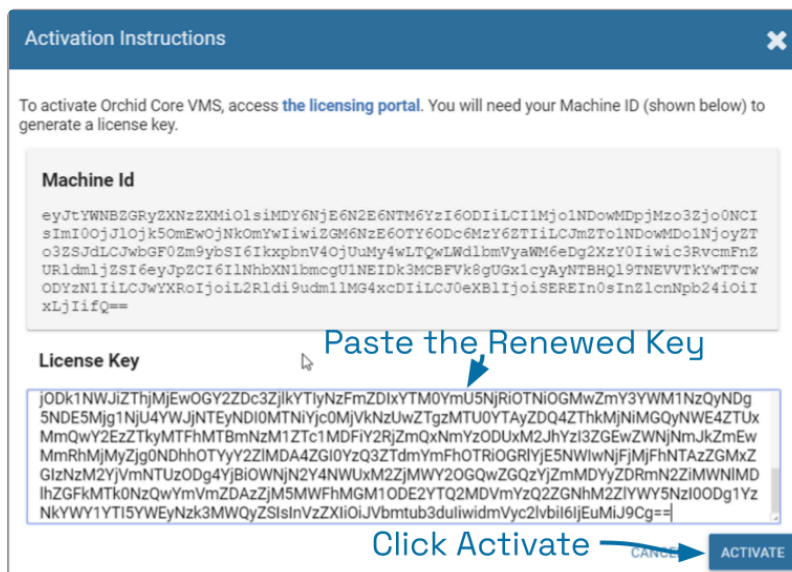 Activation Instructions
To activate Orchid Core VMS, access the licensing portal. You will need your Machine ID (shown below) to
generate a license key.
Machine Id
eyJtYWNBZGRyZXNzZXMiOlsiMDY6NjE6N2E6NTM6YzI6ODIiLCI1Mjo1NDowMDpjMzo3Zjo0NCI
sImI0OjJlOjk5OmEwOjNkOmYwIiwiZGM6NzE6OTY6ODc6MzY6ZTIiLCJmZTo1NDowMDo1NjoyZT
o3ZSJdLCJwbGF0Zm9ybSI6IkxpbnV4OjUuMy4wLTQwLWdlbmVyaWM6eDg2XzY0Iiwic3RvcmFnZ
URldmljZSI6eyJpZCI6IlNhbXN1bmcgU1NEIDk3MCBFVk8gUGx1cyAyNTBHQl9TNEVVTkYwTTcw
ODYzN1IiLCJwYXRoIjoiL2Rldi9udm1lMG4xcDIiLCJ0eXBlIjoiSEREIn0sInZlcnNpb24iOiI
xLjIifQ==
Paste the Renewed Key
License Key
jODk1NWJiZThjMjEwOGY2ZDc3ZjlkYTIyNzFmZDIxYTM0YmU5NjRiOTNiOGMwZmY3YWM1NzQyNDg
5NDE5Mjg1NjU4YWJjNTEyNDI0MTNiYjc0MjVkNzUwZTgzMTU0YTAyZDQ4ZThkMjNiMGQyNWE4ZTUx
MmQwY2EzZTkyMTFhMTBmNzM1ZTc1MDFiY2RjZmQxNmYzODUxM2JhYzI3ZGEwZWNjNmJkZmEw
MmRhMjMyZjg0NDhhOTYyY2ZlMDA4ZGI0YzQ3ZTdmYmFhOTRiOGRlYjE5NWIwNjFjMjFhNTAzZGMxZ
GIzNzM2YjVmNTUzODg4YjBiOWNjN2Y4NWUxM2ZjMWY2OGQwZGQzYjZmMDYyZDRmN2ZiMWNlMD
lhZGFkMTk0NzQwYmVmZDAzZjM5MWFhMGM1ODE2YTQ2MDVmYzQ2ZGNhM2ZlYWY5NzI0ODg1Yz
NkYWY1YTI5YWEyNzk3MWQyZSIsInVzZXIiOiJVbmtub3duIiwidmVyc2lvbiI6IjEuMiJ9Cg==
Click Activate
CANCEL
ACTIVATE